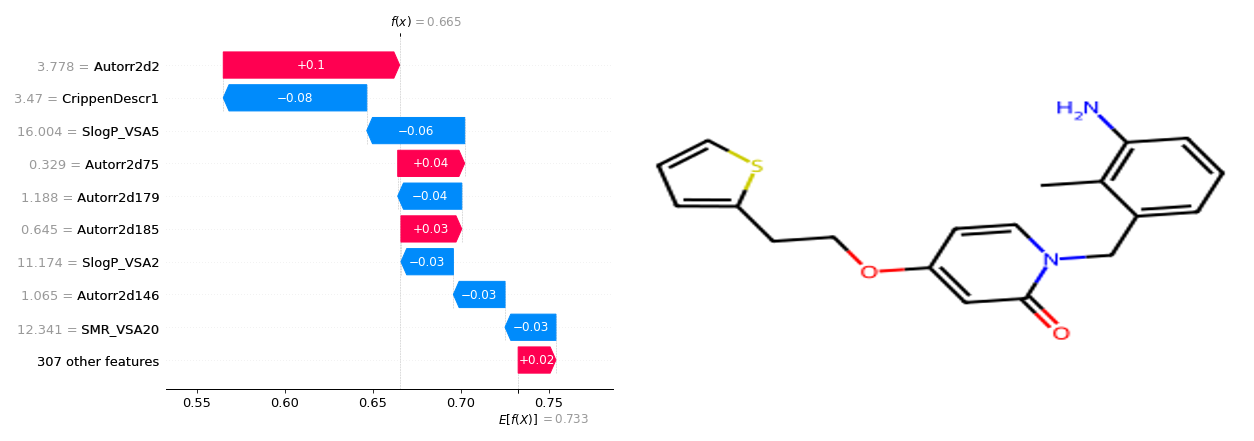 f(x) = 0.665
3.778 = Autorr2d2
+0.1
3.47 = CrippenDescr1
−0.08
16.004 = SlogP_VSA5
−0.06
0.329 = Autorr2d75
+0.04
1.188 = Autorr2d179
−0.04
0.645 = Autorr2d185
+0.03
11.174 = SlogP_VSA2
−0.03
1.065 = Autorr2d146
−0.03
12.341 = SMR_VSA20
−0.03
307 other features
+0.02
0.55 0.60 0.65 0.70 0.75
E[f(X)] = 0.733
H2N
S
N
O
O